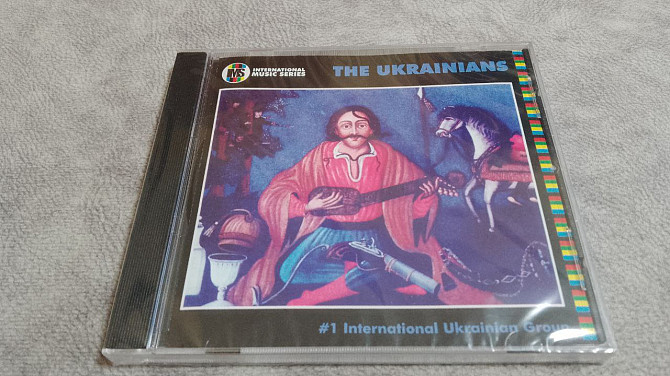 IMS
INTERNATIONAL
MUSIC SERIES
THE UKRAINIANS
#1 International Ukrainian Group